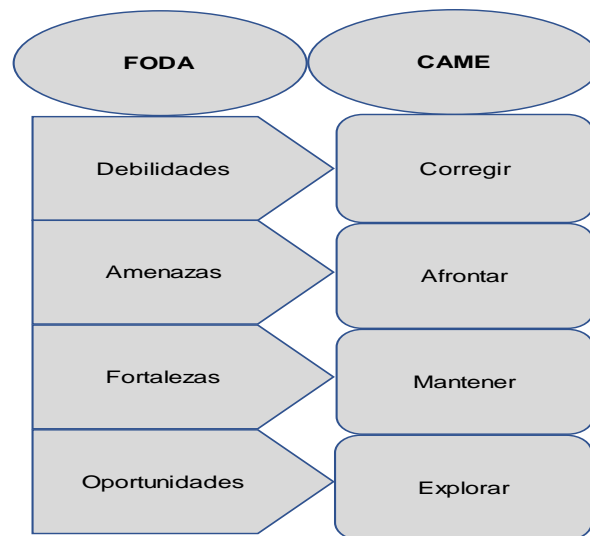 FODA
CAME
Debilidades
Corregir
Amenazas
Afrontar
Fortalezas
Mantener
Oportunidades
Explorar